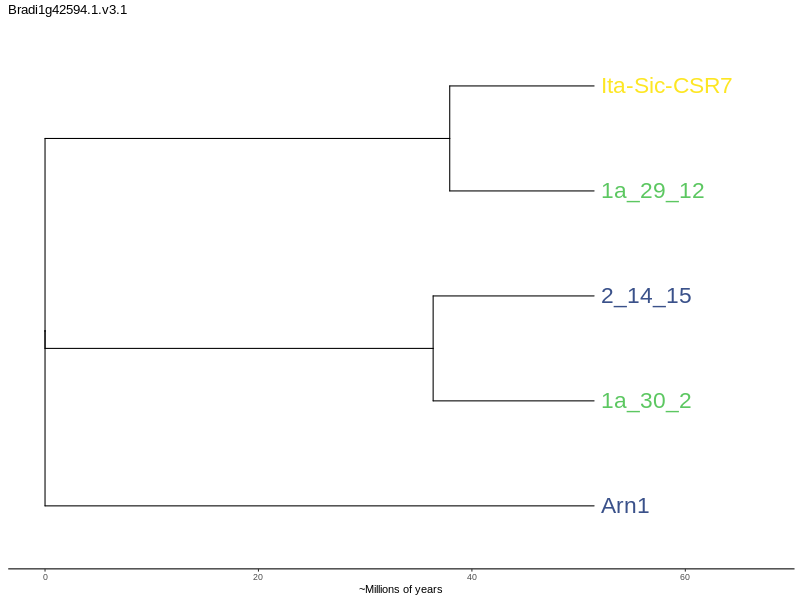 Bradi1g42594.1.v3.1
Ita-Sic-CSR7
1a_29_12
2_14_15
1a_30_2
Arn1
0 20 40 60
~Millions of years